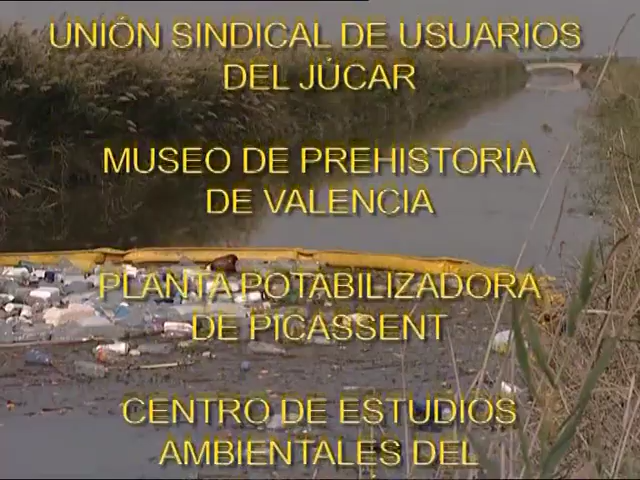 UNIÓN SINDICAL DE USUARIOS
DEL JÚCAR
MUSEO DE PREHISTORIA
DE VALENCIA
PLANTA POTABILIZADORA
DE PICASSENT
CENTRO DE ESTUDIOS
AMBIENTALES DEL